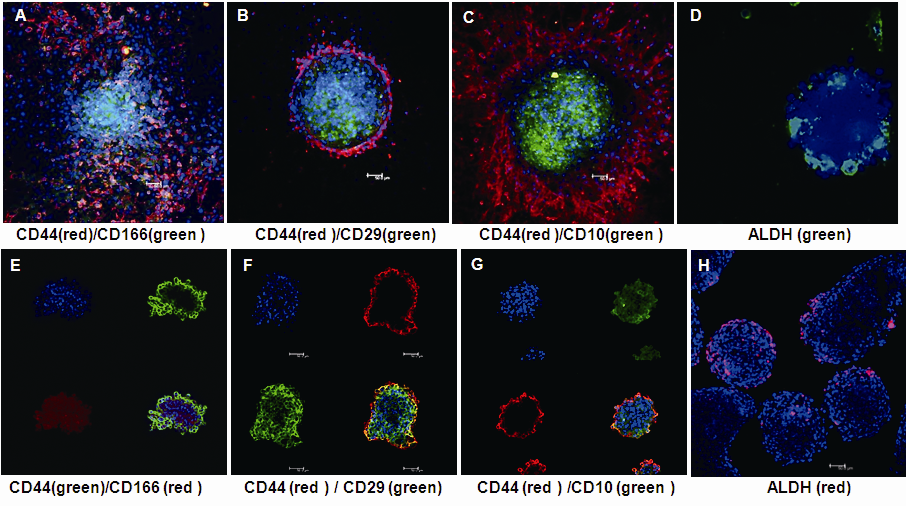 A B C D
CD44(red)/CD166(green ) CD44(red )/CD29(green) CD44(red)/CD10(green ) ALDH (green)
E F G H
CD44(green)/CD166 (red ) CD44 (red ) / CD29 (green) CD44 (red ) /CD10 (green ) ALDH (red)